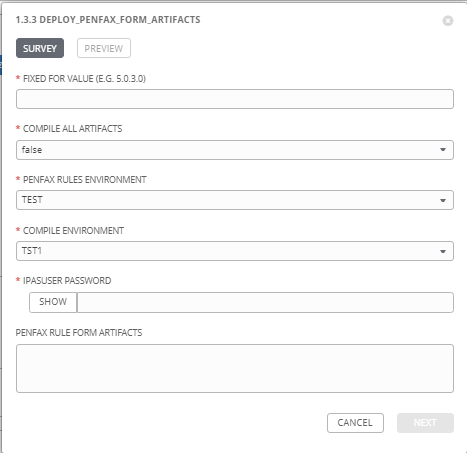 1.3.3 DEPLOY_PENFAX_FORM_ARTIFACTS
SURVEY PREVIEW
* FIXED FOR VALUE (E.G. 5.0.3.0)
* COMPILE ALL ARTIFACTS
false
* PENFAX RULES ENVIRONMENT
TEST
* COMPILE ENVIRONMENT
TST1
* IPASUSER PASSWORD
SHOW
PENFAX RULE FORM ARTIFACTS
CANCEL NEXT